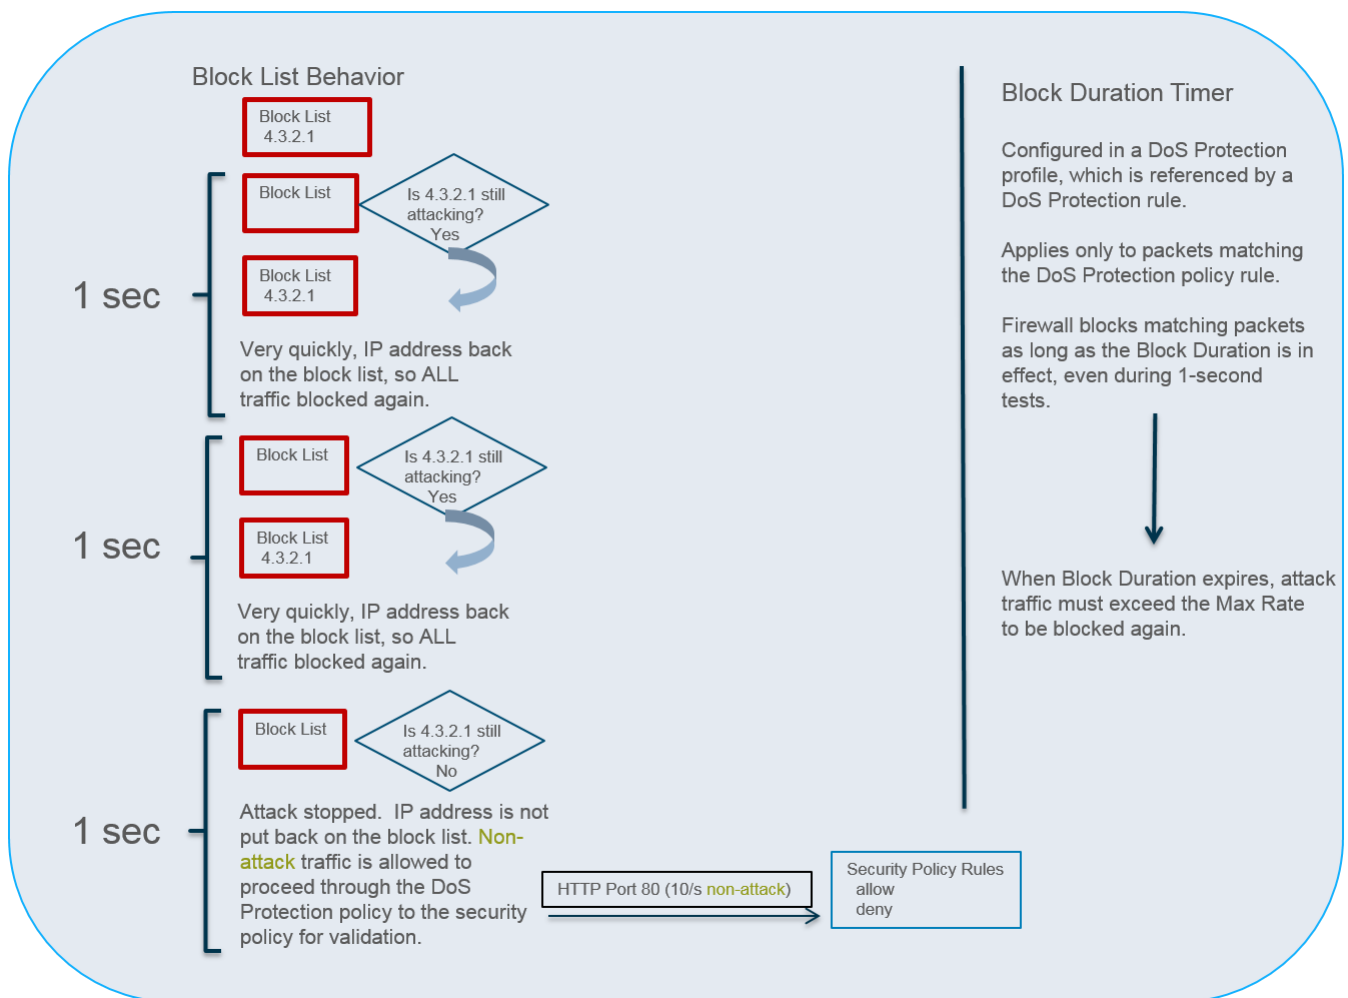 Block List Behavior
Block List
4.3.2.1
1 sec
Block List
Is 4.3.2.1 still
attacking?
Yes
Block List
4.3.2.1
Very quickly, IP address back
on the block list, so ALL
traffic blocked again.
1 sec
Block List
Is 4.3.2.1 still
attacking?
Yes
Block List
4.3.2.1
Very quickly, IP address back
on the block list, so ALL
traffic blocked again.
1 sec
Block List
Is 4.3.2.1 still
attacking?
No
Attack stopped.  IP address is not
put back on the block list. Non-
attack traffic is allowed to
proceed through the DoS
Protection policy to the security
policy for validation.
HTTP Port 80 (10/s non-attack)
Security Policy Rules
allow
deny
Block Duration Timer
Configured in a DoS Protection
profile, which is referenced by a
DoS Protection rule.
Applies only to packets matching
the DoS Protection policy rule.
Firewall blocks matching packets
as long as the Block Duration is in
effect, even during 1-second
tests.
When Block Duration expires, attack
traffic must exceed the Max Rate
to be blocked again.